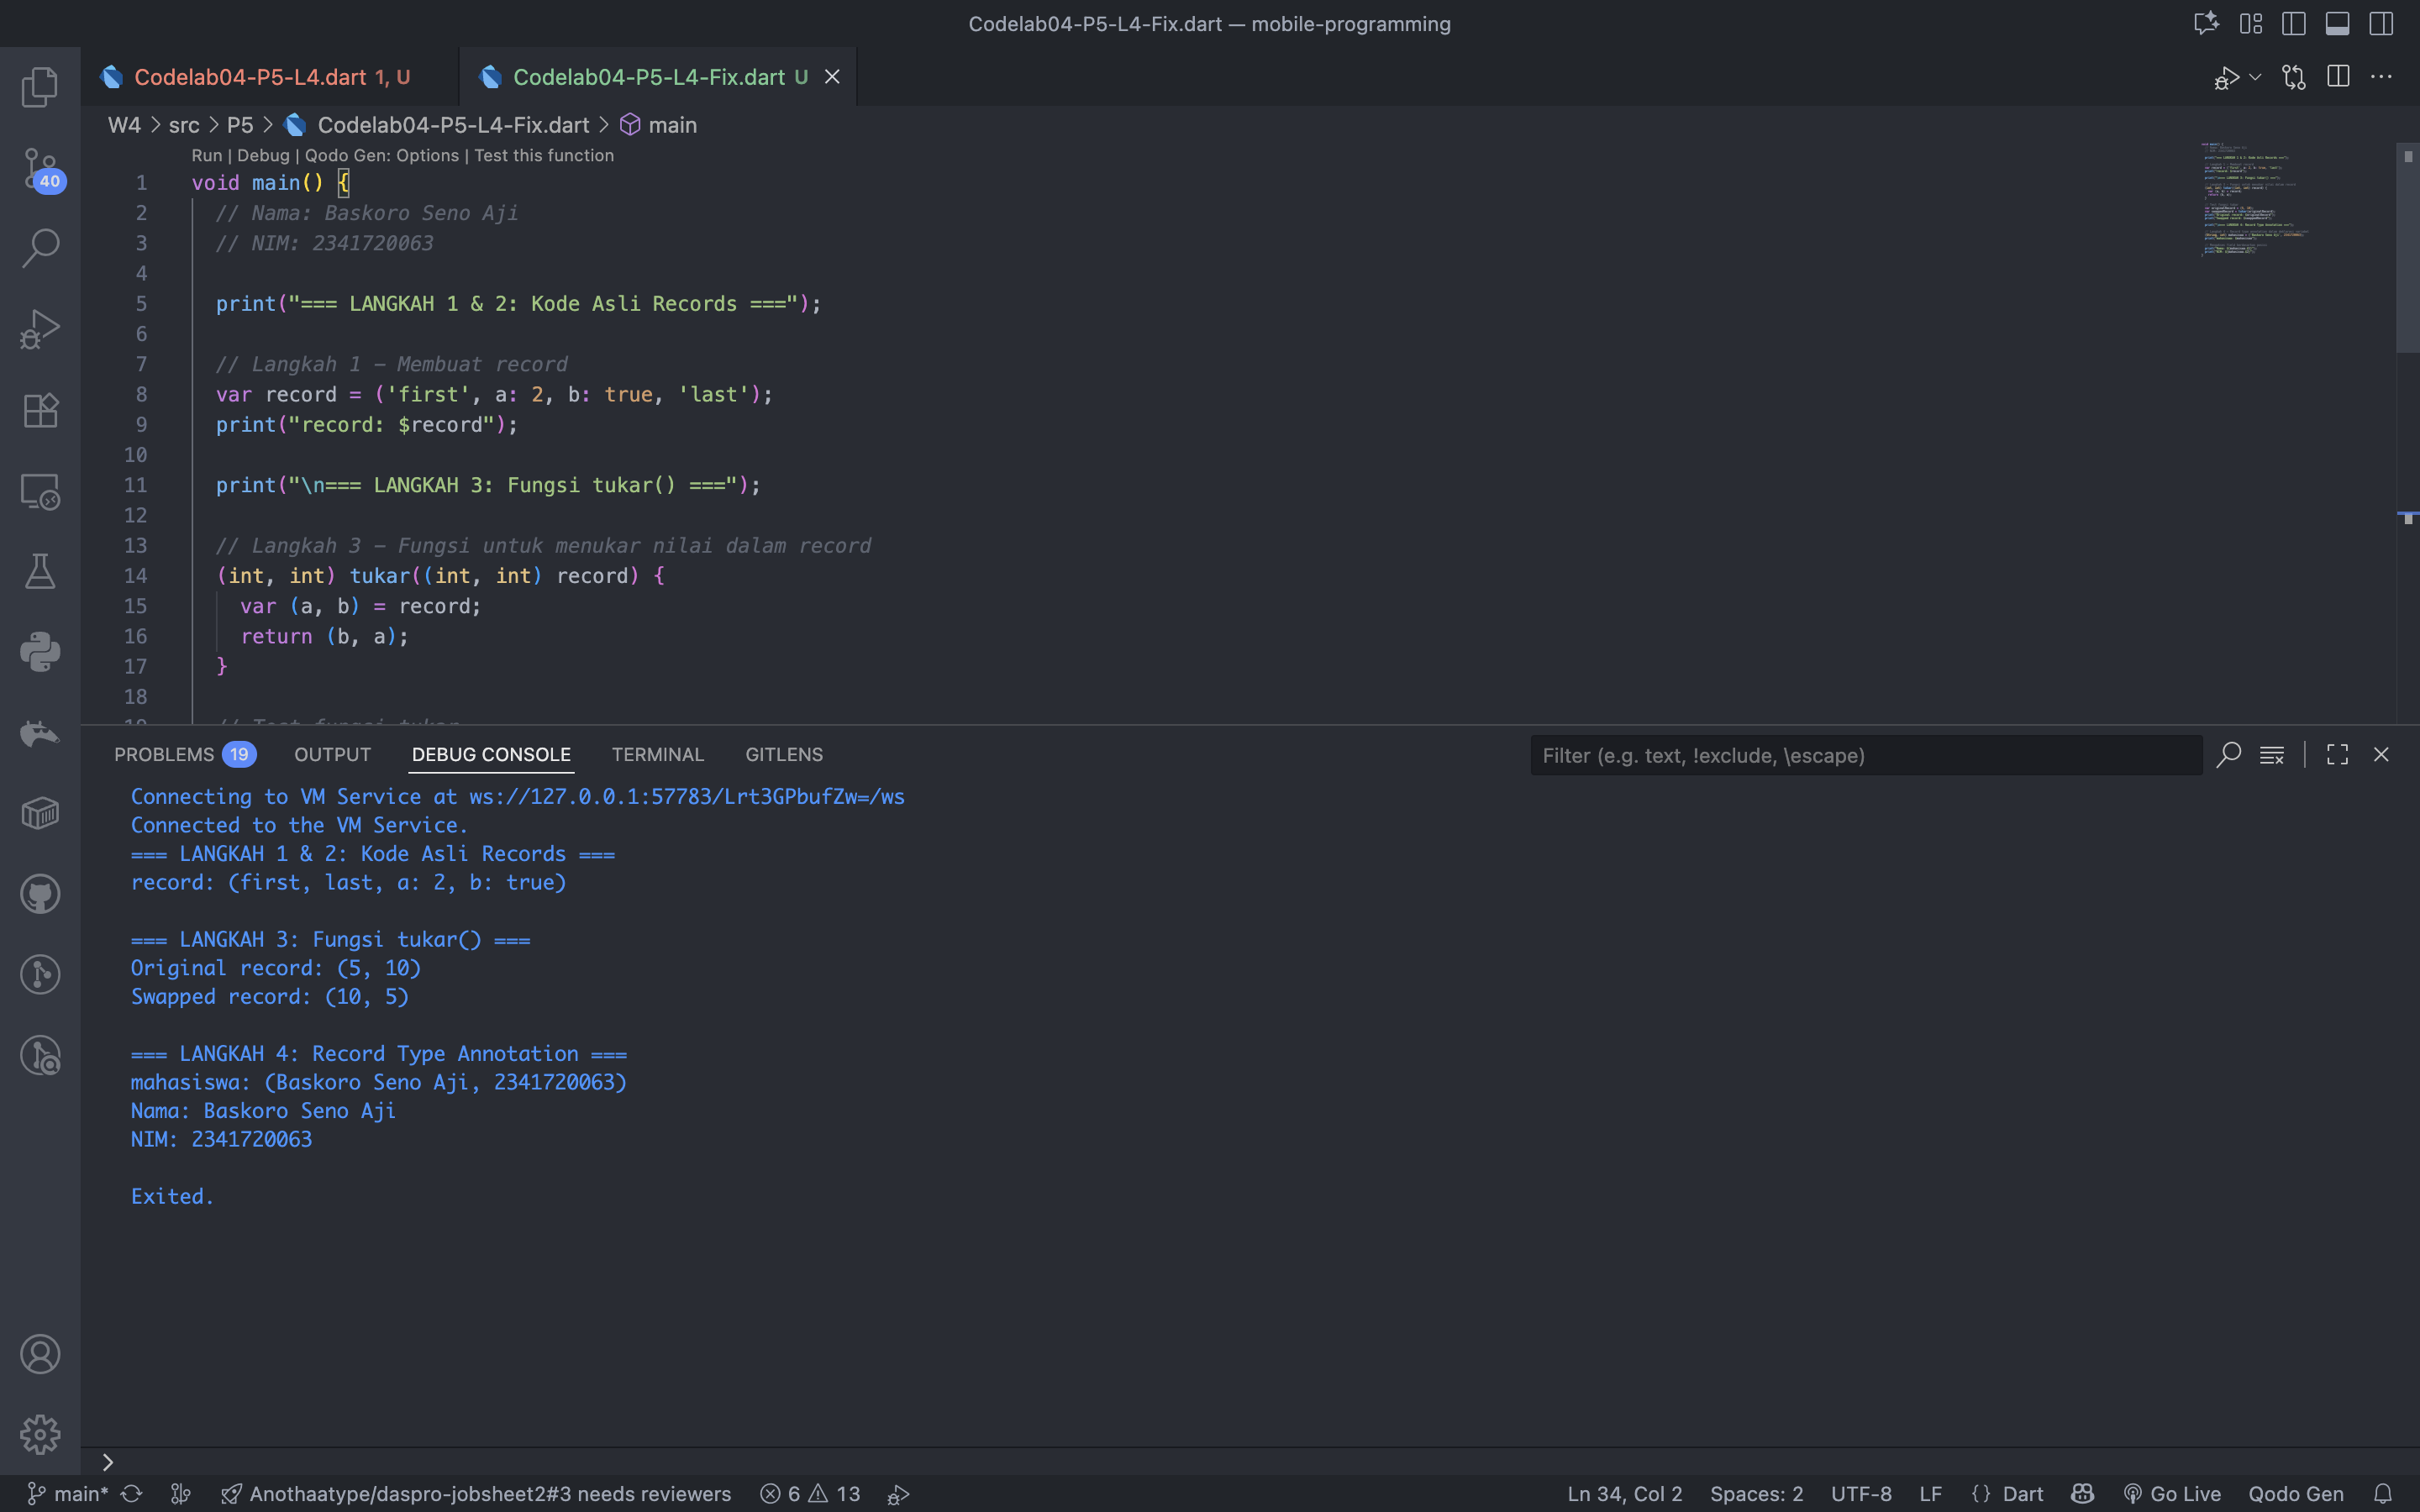 Codelab04-P5-L4-Fix.dart — mobile-programming
Codelab04-P5-L4.dart 1, U
Codelab04-P5-L4-Fix.dart U
W4 > src > P5 > Codelab04-P5-L4-Fix.dart > main
Run | Debug | Qodo Gen: Options | Test this function
40
1 void main() {
2 // Nama: Baskoro Seno Aji
3 // NIM: 2341720063
4
5 print("=== LANGKAH 1 & 2: Kode Asli Records ===");
6
7 // Langkah 1 – Membuat record
8 var record = ('first', a: 2, b: true, 'last');
9 print("record: $record");
10
11 print("\n=== LANGKAH 3: Fungsi tukar() ===");
12
13 // Langkah 3 – Fungsi untuk menukar nilai dalam record
14 (int, int) tukar((int, int) record) {
15 var (a, b) = record;
16 return (b, a);
17 }
18
19 // Test fungsi tukar
PROBLEMS 19 OUTPUT DEBUG CONSOLE TERMINAL GITLENS
Filter (e.g. text, !exclude, \escape)
Connecting to VM Service at ws://127.0.0.1:57783/Lrt3GPbufZw=/ws
Connected to the VM Service.
=== LANGKAH 1 & 2: Kode Asli Records ===
record: (first, last, a: 2, b: true)
=== LANGKAH 3: Fungsi tukar() ===
Original record: (5, 10)
Swapped record: (10, 5)
=== LANGKAH 4: Record Type Annotation ===
mahasiswa: (Baskoro Seno Aji, 2341720063)
Nama: Baskoro Seno Aji
NIM: 2341720063
Exited.
main* Anothaatype/daspro-jobsheet2#3 needs reviewers 6 13 Ln 34, Col 2 Spaces: 2 UTF-8 LF {} Dart Go Live Qodo Gen